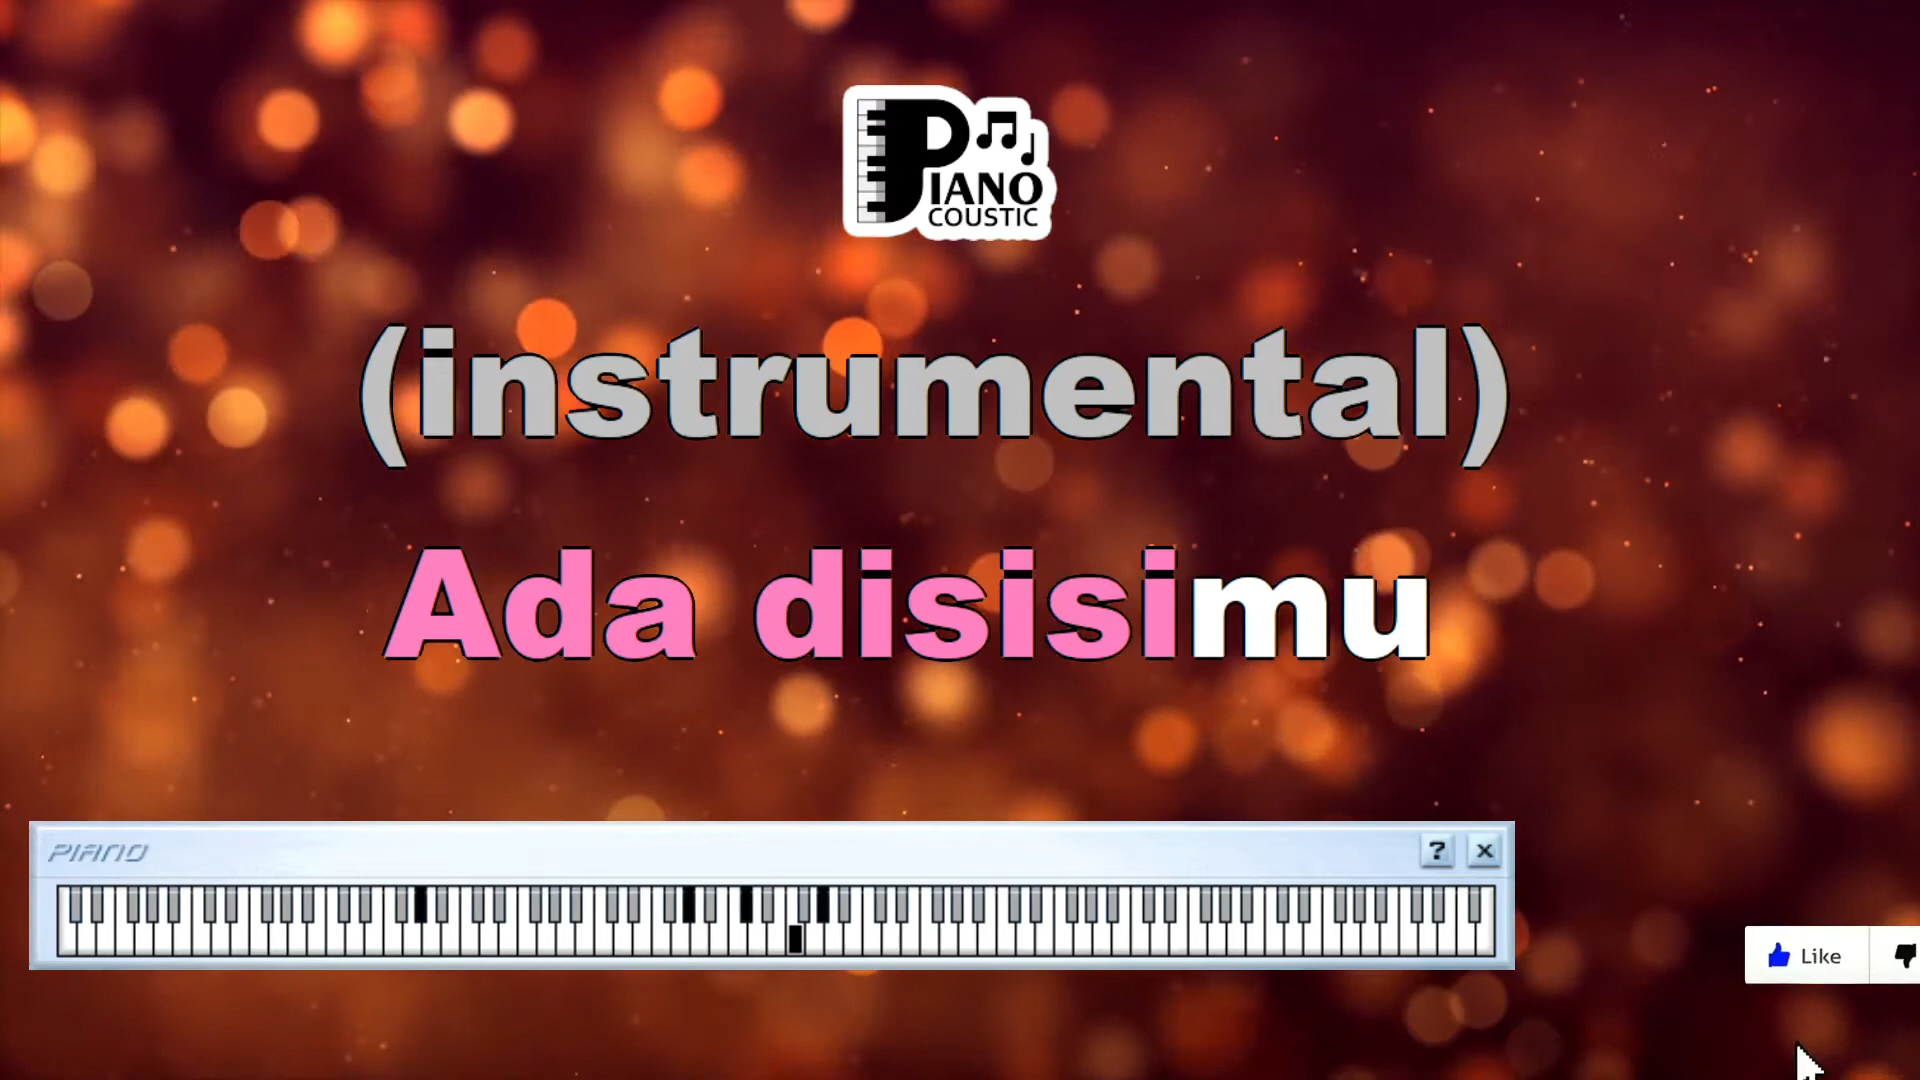 PIANO
COUSTIC
(instrumental)
Ada disisimu
PIANO ? X
Like